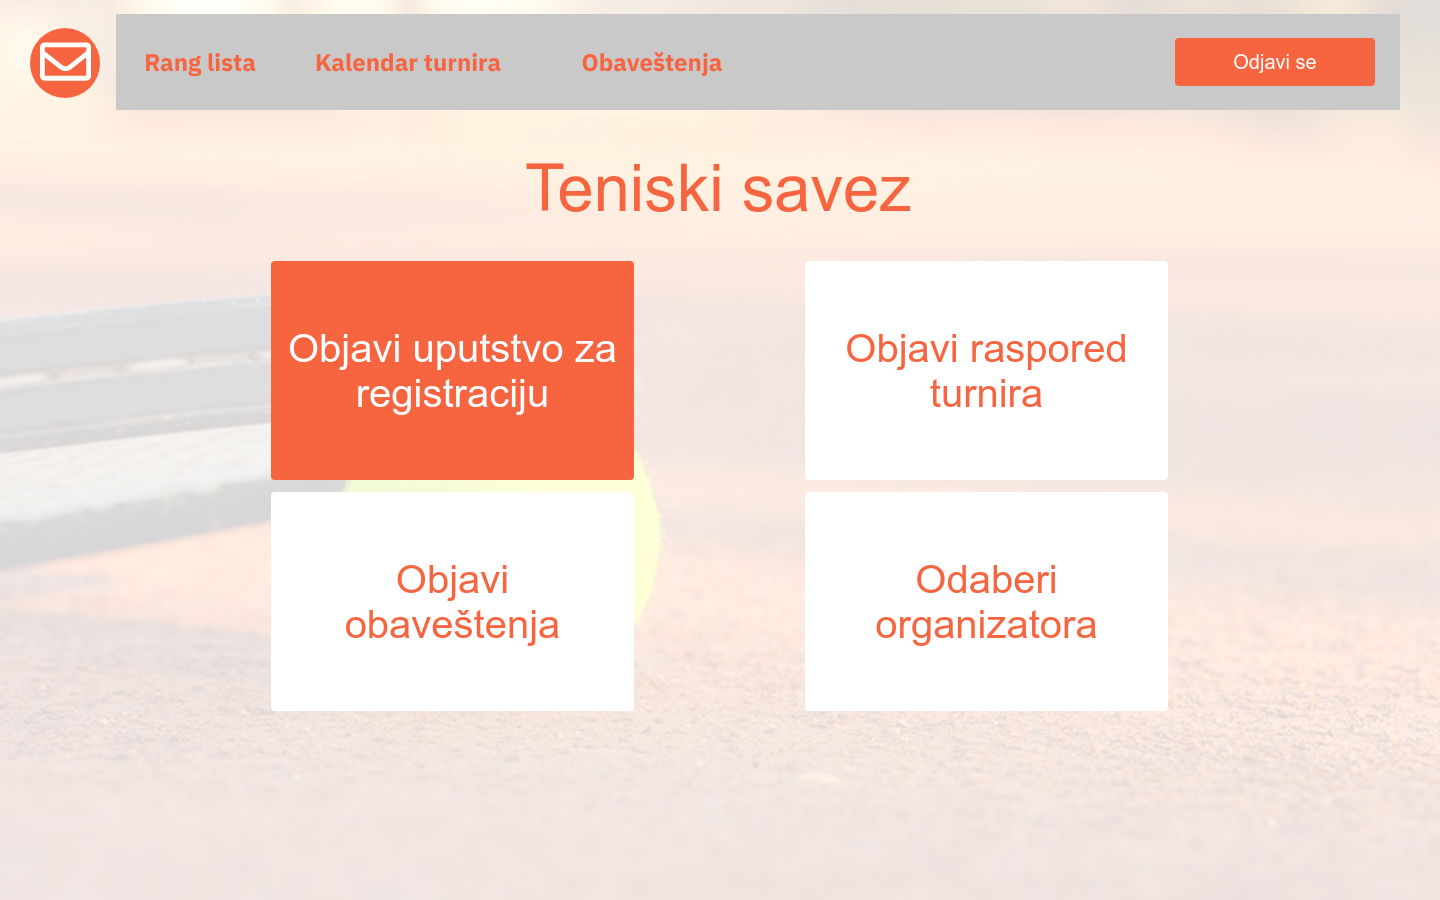 Rang lista
Kalendar turnira
Obaveštenja
Odjavi se
Teniski savez
Objavi uputstvo za
registraciju
Objavi raspored
turnira
Objavi
obaveštenja
Odaberi
organizatora